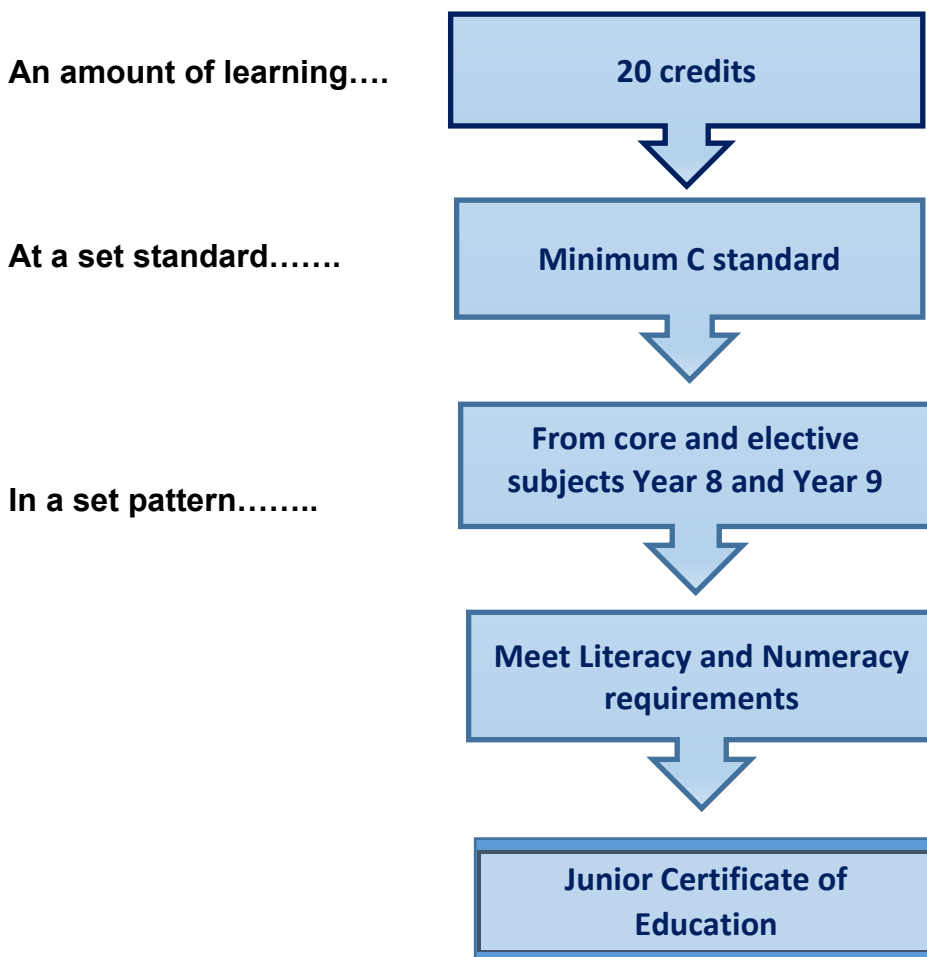 An amount of learning….
20 credits
At a set standard…….
Minimum C standard
From core and elective
subjects Year 8 and Year 9
In a set pattern……..
Meet Literacy and Numeracy
requirements
Junior Certificate of
Education